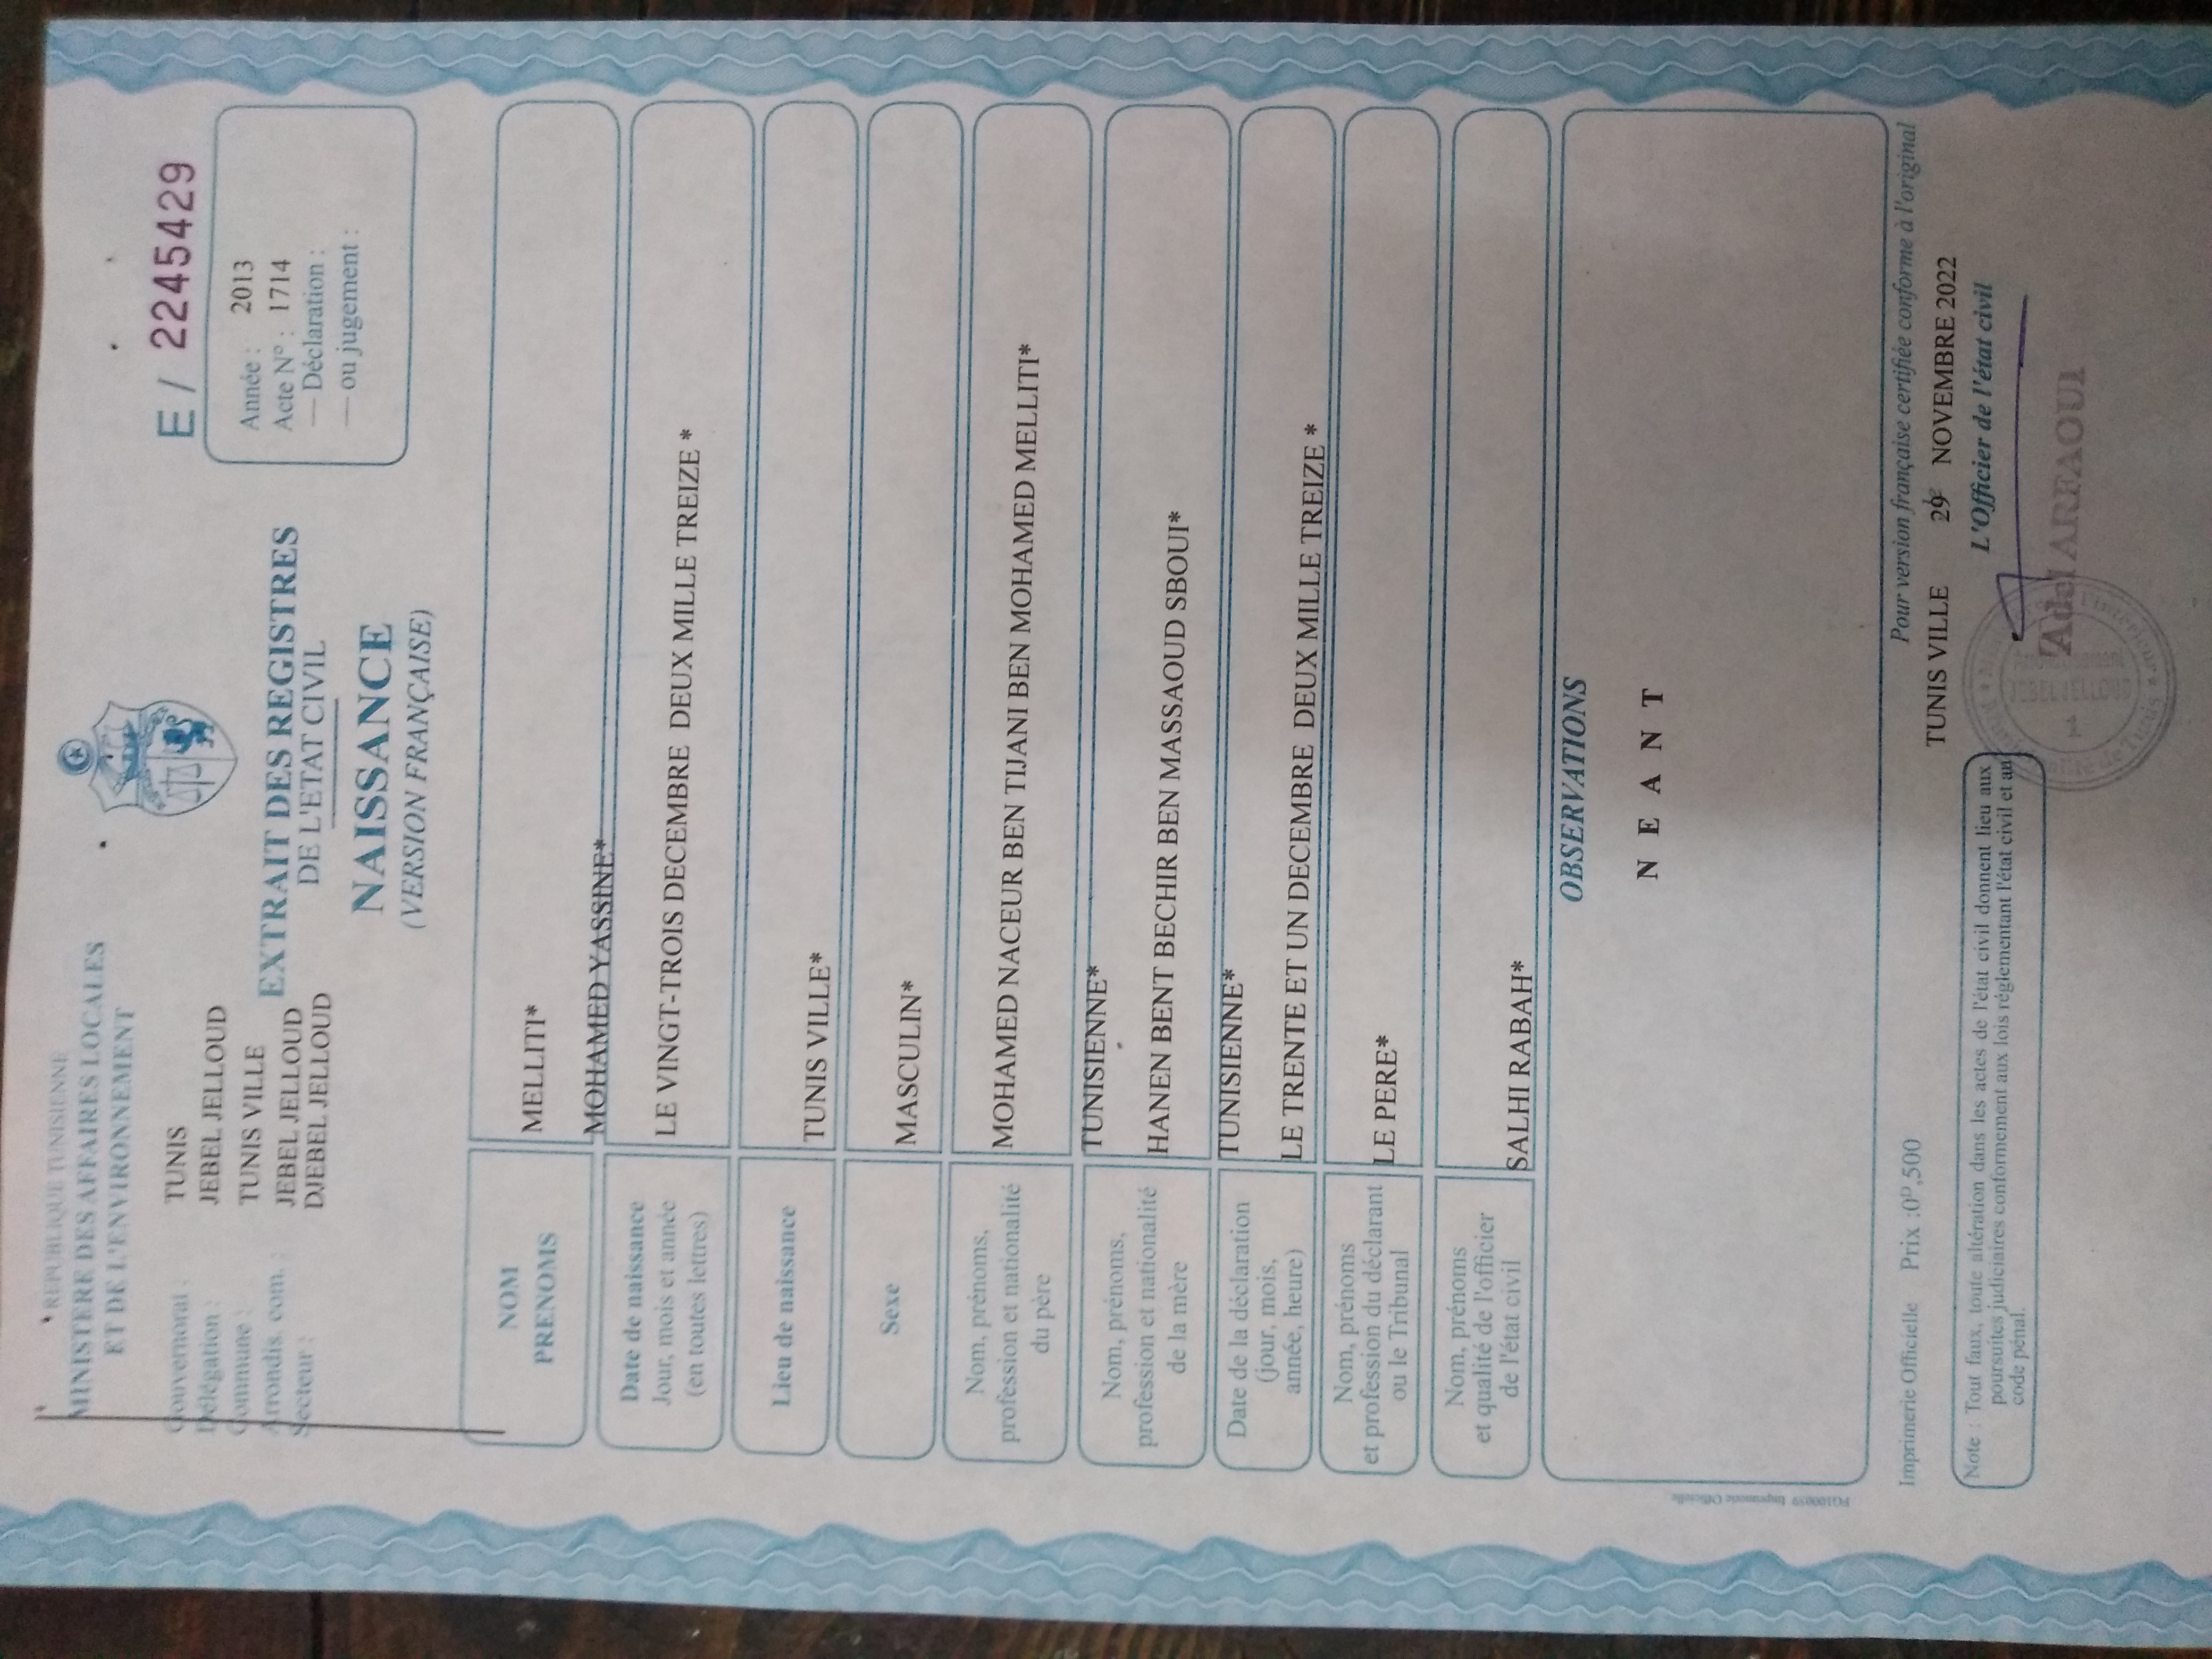 REPUBLIQUE TUNISIENNE
MINISTERE DES AFFAIRES LOCALES
ET DE L'ENVIRONNEMENT
Gouvernorat : TUNIS
Délégation : JEBEL JELLOUD
Commune : TUNIS VILLE
Arrondis. com. : JEBEL JELLOUD
Secteur : DJEBEL JELLOUD
EXTRAIT DES REGISTRES
DE L'ETAT CIVIL
NAISSANCE
(VERSION FRANÇAISE)
E / 2245429
Année : 2013
Acte N° : 1714
— Déclaration :
— ou jugement :
NOM
PRENOMS
MELLITI*
MOHAMED YASSINE*
Date de naissance
Jour, mois et année
(en toutes lettres)
LE VINGT-TROIS DECEMBRE DEUX MILLE TREIZE *
Lieu de naissance
TUNIS VILLE*
Sexe
MASCULIN*
Nom, prénoms,
profession et nationalité
du père
MOHAMED NACEUR BEN TIJANI BEN MOHAMED MELLITI*
TUNISIENNE*
Nom, prénoms,
profession et nationalité
de la mère
HANEN BENT BECHIR BEN MASSAOUD SBOUI*
TUNISIENNE*
Date de la déclaration
(jour, mois,
année, heure)
LE TRENTE ET UN DECEMBRE DEUX MILLE TREIZE *
Nom, prénoms
et profession du déclarant
ou le Tribunal
LE PERE*
Nom, prénoms
et qualité de l'officier
de l'état civil
SALHI RABAH*
OBSERVATIONS
N E A N T
FG100059 Imprimerie Officielle
Imprimerie Officielle Prix :0ᴰ,500
Pour version française certifiée conforme à l'original
TUNIS VILLE 29 NOVEMBRE 2022
L'Officier de l'état civil
Adel ARFAOUI
Note : Tout faux, toute altération dans les actes de l'état civil donnent lieu aux
poursuites judiciaires conformement aux lois réglementant l'état civil et au
code pénal.